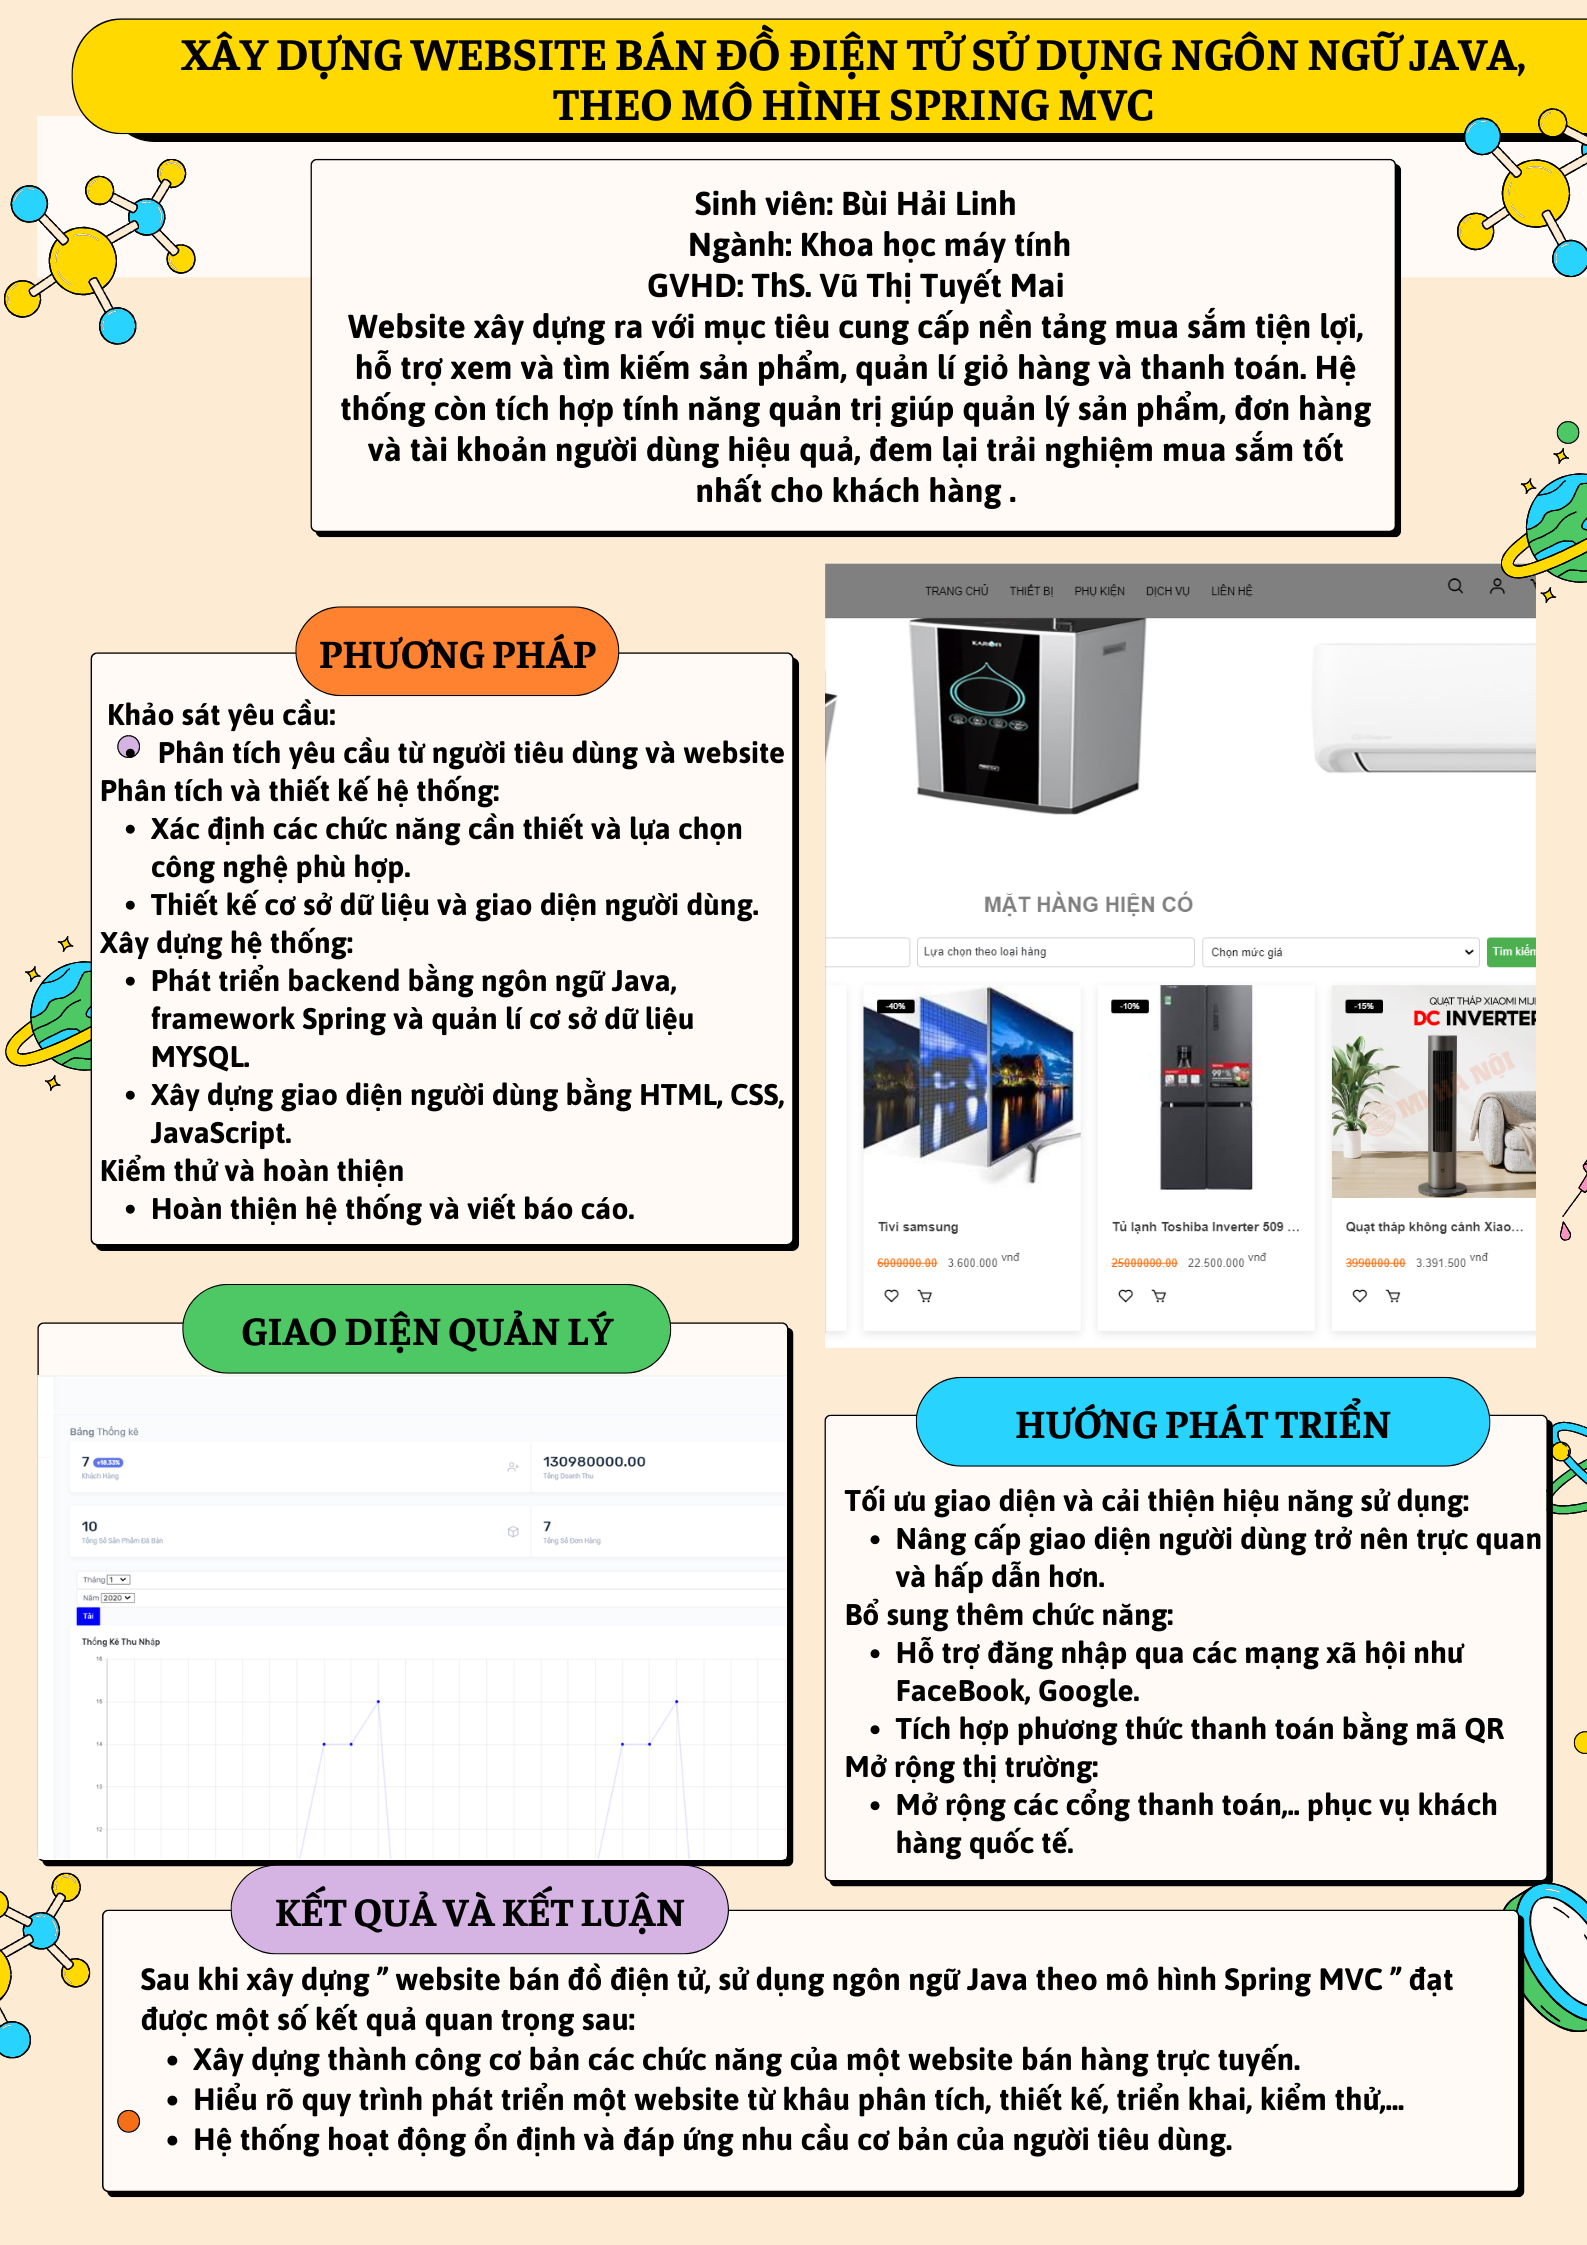 XÂY DỰNG WEBSITE BÁN ĐỒ ĐIỆN TỬ SỬ DỤNG NGÔN NGỮ JAVA,
THEO MÔ HÌNH SPRING MVC
Sinh viên: Bùi Hải Linh
Ngành: Khoa học máy tính
GVHD: ThS. Vũ Thị Tuyết Mai
Website xây dựng ra với mục tiêu cung cấp nền tảng mua sắm tiện lợi,
hỗ trợ xem và tìm kiếm sản phẩm, quản lí giỏ hàng và thanh toán. Hệ
thống còn tích hợp tính năng quản trị giúp quản lý sản phẩm, đơn hàng
và tài khoản người dùng hiệu quả, đem lại trải nghiệm mua sắm tốt
nhất cho khách hàng .
PHƯƠNG PHÁP
Khảo sát yêu cầu:
• Phân tích yêu cầu từ người tiêu dùng và website
Phân tích và thiết kế hệ thống:
• Xác định các chức năng cần thiết và lựa chọn
công nghệ phù hợp.
• Thiết kế cơ sở dữ liệu và giao diện người dùng.
Xây dựng hệ thống:
• Phát triển backend bằng ngôn ngữ Java,
framework Spring và quản lí cơ sở dữ liệu
MYSQL.
• Xây dựng giao diện người dùng bằng HTML, CSS,
JavaScript.
Kiểm thử và hoàn thiện
• Hoàn thiện hệ thống và viết báo cáo.
TRANG CHỦ THIẾT BỊ PHỤ KIỆN DỊCH VỤ LIÊN HỆ
KAROFI
MẶT HÀNG HIỆN CÓ
Lựa chọn theo loại hàng Chọn mức giá Tìm kiếm
-40% -10% -15%
QUẠT THÁP XIAOMI MIJI
DC INVERTER
MI HÀ NỘI
Tivi samsung Tủ lạnh Toshiba Inverter 509 ... Quạt tháp không cánh Xiao...
6000000.00 3.600.000 vnđ 25000000.00 22.500.000 vnđ 3990000.00 3.391.500 vnđ
GIAO DIỆN QUẢN LÝ
Bảng Thống kê
7 +18.33% 130980000.00
Khách Hàng Tổng Doanh Thu
10 7
Tổng Số Sản Phẩm Đã Bán Tổng Số Đơn Hàng
Tháng 1
Năm 2020
Tải
Thống Kê Thu Nhập
16
15
14
13
12
HƯỚNG PHÁT TRIỂN
Tối ưu giao diện và cải thiện hiệu năng sử dụng:
• Nâng cấp giao diện người dùng trở nên trực quan
và hấp dẫn hơn.
Bổ sung thêm chức năng:
• Hỗ trợ đăng nhập qua các mạng xã hội như
FaceBook, Google.
• Tích hợp phương thức thanh toán bằng mã QR
Mở rộng thị trường:
• Mở rộng các cổng thanh toán,.. phục vụ khách
hàng quốc tế.
KẾT QUẢ VÀ KẾT LUẬN
Sau khi xây dựng ” website bán đồ điện tử, sử dụng ngôn ngữ Java theo mô hình Spring MVC ” đạt
được một số kết quả quan trọng sau:
• Xây dựng thành công cơ bản các chức năng của một website bán hàng trực tuyến.
• Hiểu rõ quy trình phát triển một website từ khâu phân tích, thiết kế, triển khai, kiểm thử,...
• Hệ thống hoạt động ổn định và đáp ứng nhu cầu cơ bản của người tiêu dùng.